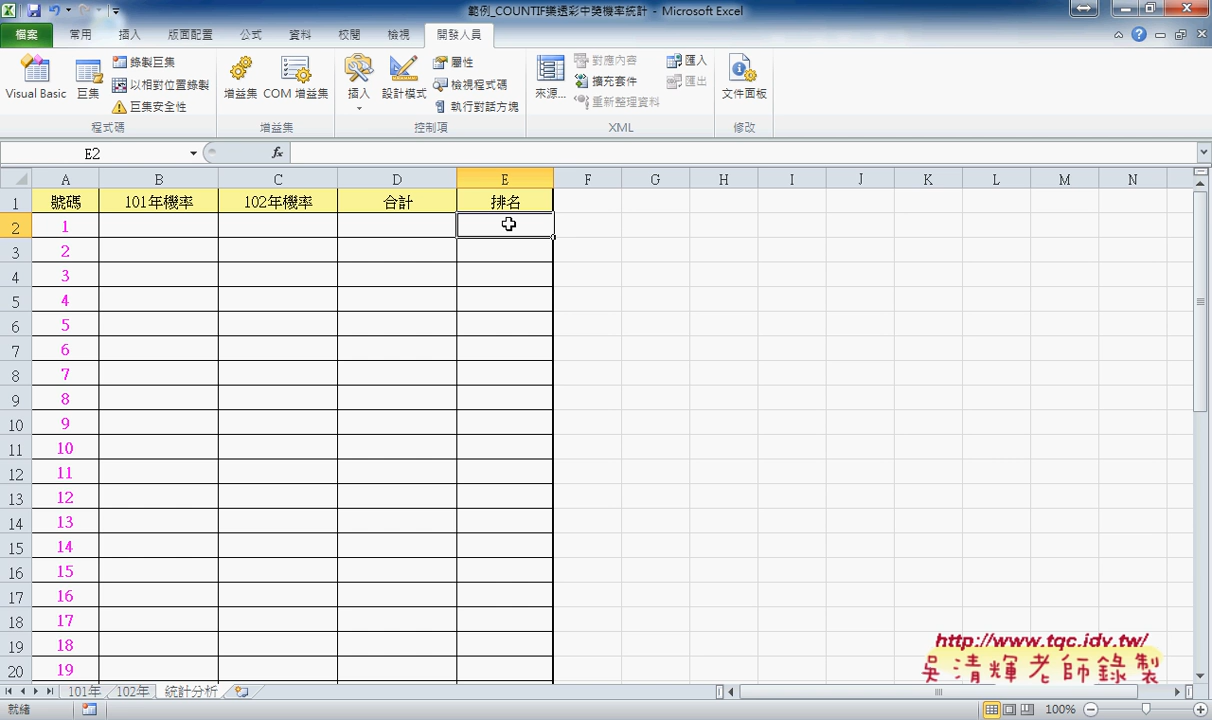 範例_COUNTIF樂透彩中獎機率統計 - Microsoft Excel
檔案 常用 插入 版面配置 公式 資料 校閱 檢視 開發人員
Visual Basic 巨集 錄製巨集 以相對位置錄製 巨集安全性
增益集 COM 增益集
插入 設計模式 屬性 檢視程式碼 執行對話方塊
來源... 對應內容 擴充套件 重新整理資料 匯入 匯出
文件面板
程式碼 增益集 控制項 XML 修改
E2 fx
A B C D E F G H I J K L M N
1 號碼 101年機率 102年機率 合計 排名
2 1
3 2
4 3
5 4
6 5
7 6
8 7
9 8
10 9
11 10
12 11
13 12
14 13
15 14
16 15
17 16
18 17
19 18
20 19
http://www.tqc.idv.tw/
吳清輝老師錄製
101年 102年 統計分析
就緒 100%